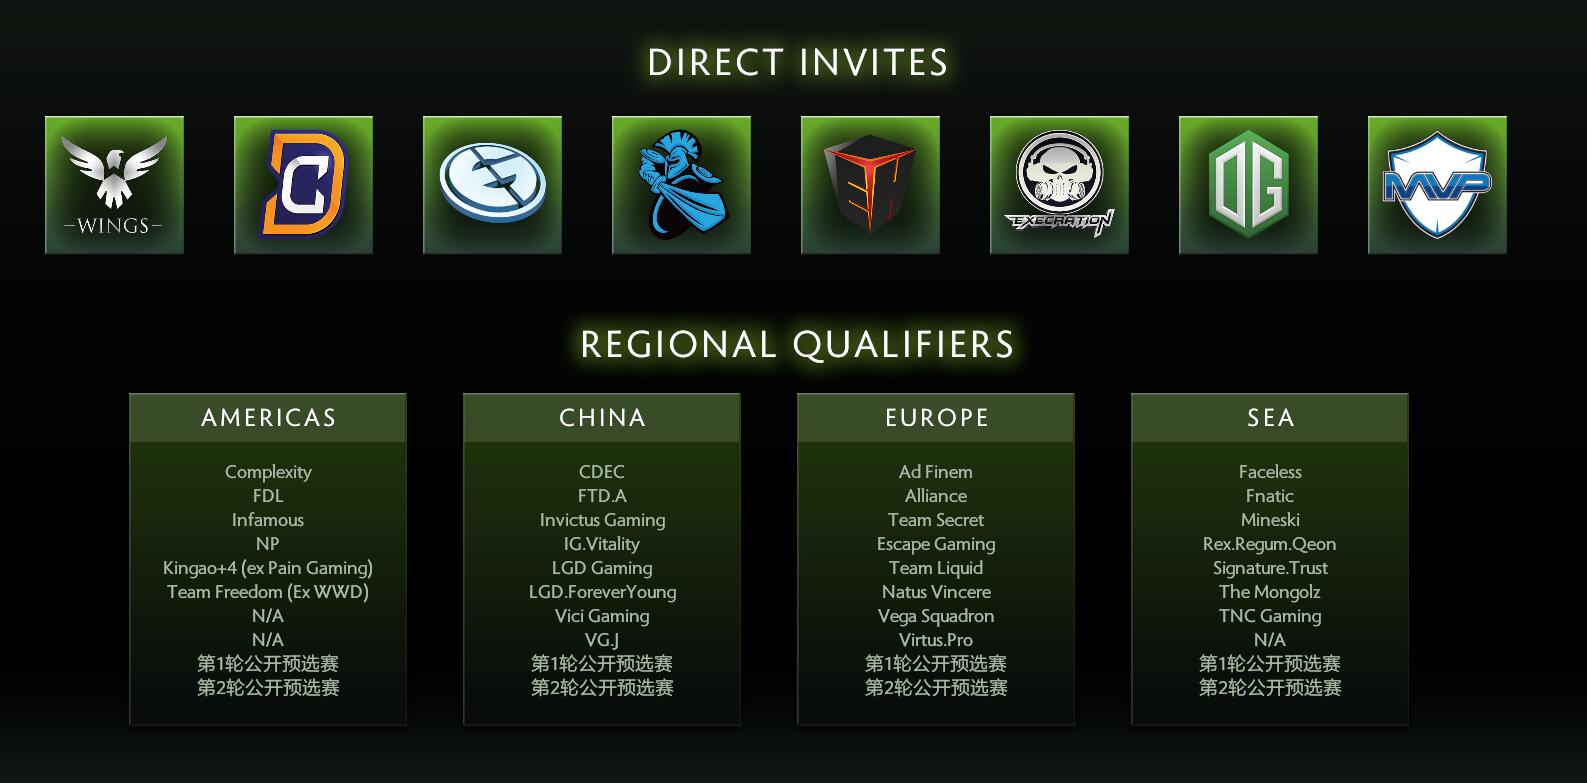 DIRECT INVITES
-WINGS-
DC
G
EHOME
EXECRATION
OG
MVP
REGIONAL QUALIFIERS
AMERICAS
Complexity
FDL
Infamous
NP
Kingao+4 (ex Pain Gaming)
Team Freedom (Ex WWD)
N/A
N/A
第1轮公开预选赛
第2轮公开预选赛
CHINA
CDEC
FTD.A
Invictus Gaming
IG.Vitality
LGD Gaming
LGD.ForeverYoung
Vici Gaming
VG.J
第1轮公开预选赛
第2轮公开预选赛
EUROPE
Ad Finem
Alliance
Team Secret
Escape Gaming
Team Liquid
Natus Vincere
Vega Squadron
Virtus.Pro
第1轮公开预选赛
第2轮公开预选赛
SEA
Faceless
Fnatic
Mineski
Rex.Regum.Qeon
Signature.Trust
The Mongolz
TNC Gaming
N/A
第1轮公开预选赛
第2轮公开预选赛